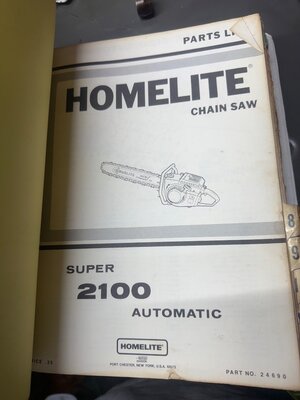 PARTS
HOMELITE®
CHAIN SAW
SUPER
2100
AUTOMATIC
HOMELITE
PORT CHESTER, NEW YORK, U.S.A.
PART NO. 24690
8
9